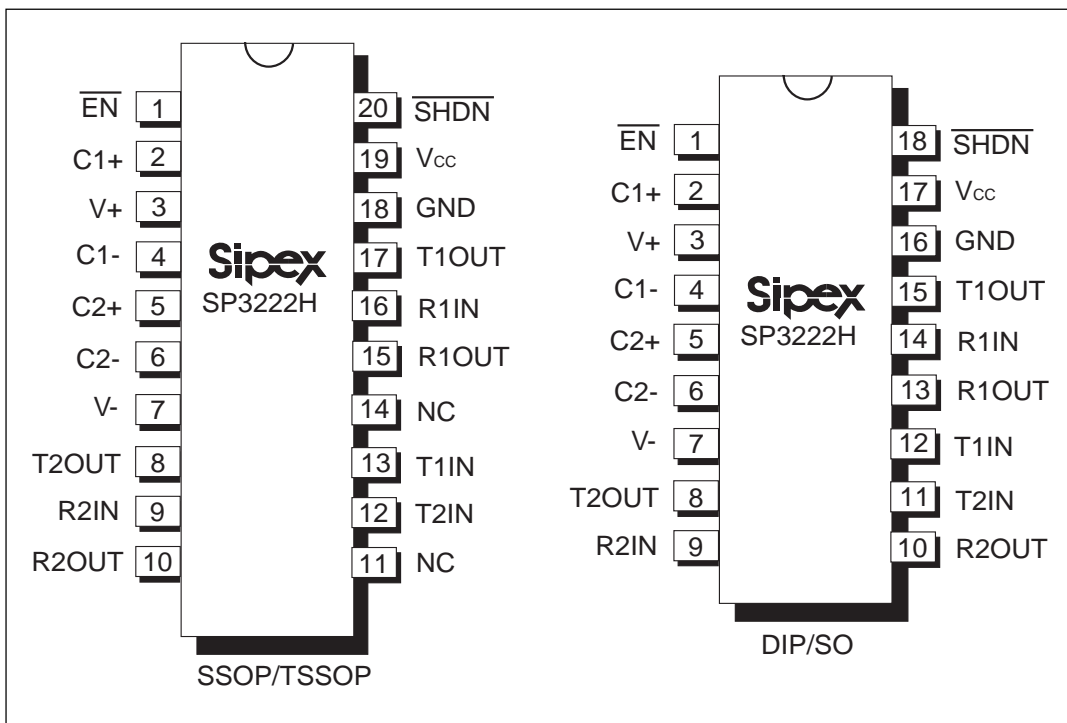 EN 1 20 SHDN
C1+ 2 19 Vcc
V+ 3 18 GND
C1- 4 17 T1OUT
C2+ 5 16 R1IN
C2- 6 15 R1OUT
V- 7 14 NC
T2OUT 8 13 T1IN
R2IN 9 12 T2IN
R2OUT 10 11 NC
Sipex
SP3222H
SSOP/TSSOP
EN 1 18 SHDN
C1+ 2 17 Vcc
V+ 3 16 GND
C1- 4 15 T1OUT
C2+ 5 14 R1IN
C2- 6 13 R1OUT
V- 7 12 T1IN
T2OUT 8 11 T2IN
R2IN 9 10 R2OUT
Sipex
SP3222H
DIP/SO